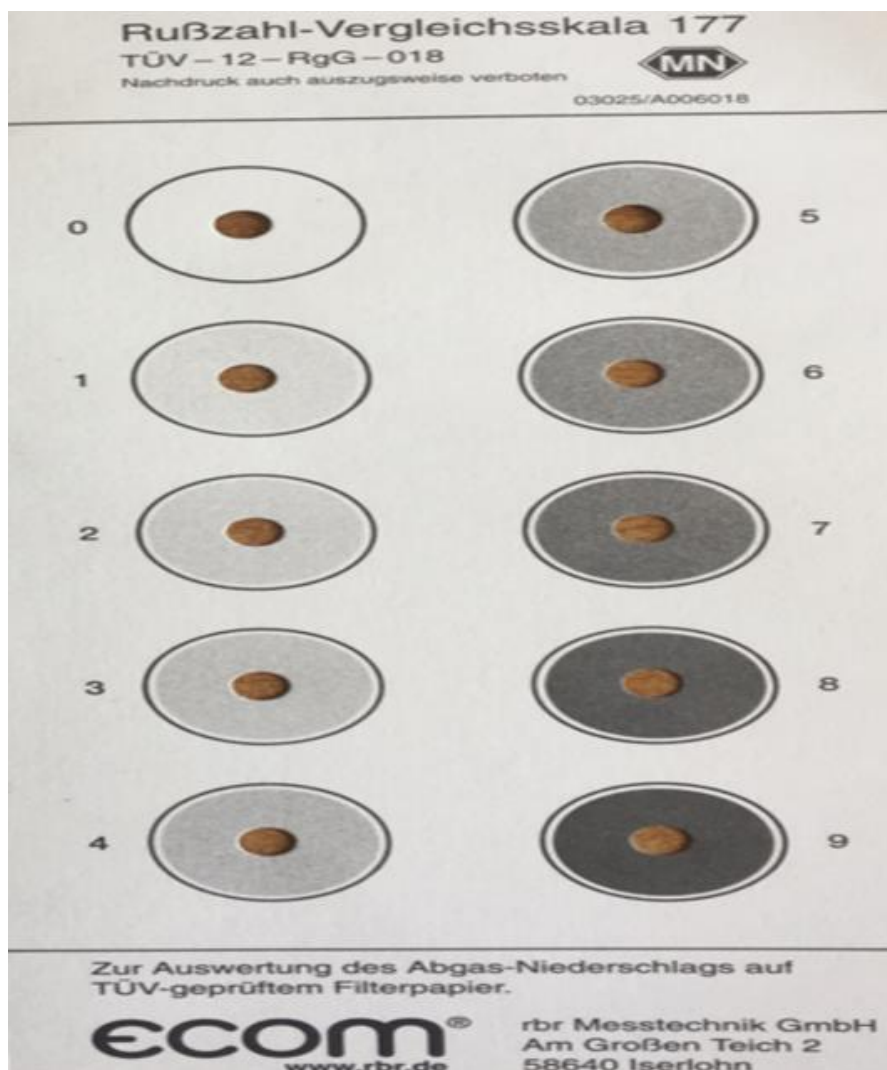 Rußzahl-Vergleichsskala 177
TÜV – 12 – RgG – 018
MN
Nachdruck auch auszugsweise verboten
03025/A006018
0
5
1
6
2
7
3
8
4
9
Zur Auswertung des Abgas-Niederschlags auf
TÜV-geprüftem Filterpapier.
ecom®
www.rbr.de
rbr Messtechnik GmbH
Am Großen Teich 2
58640 Iserlohn